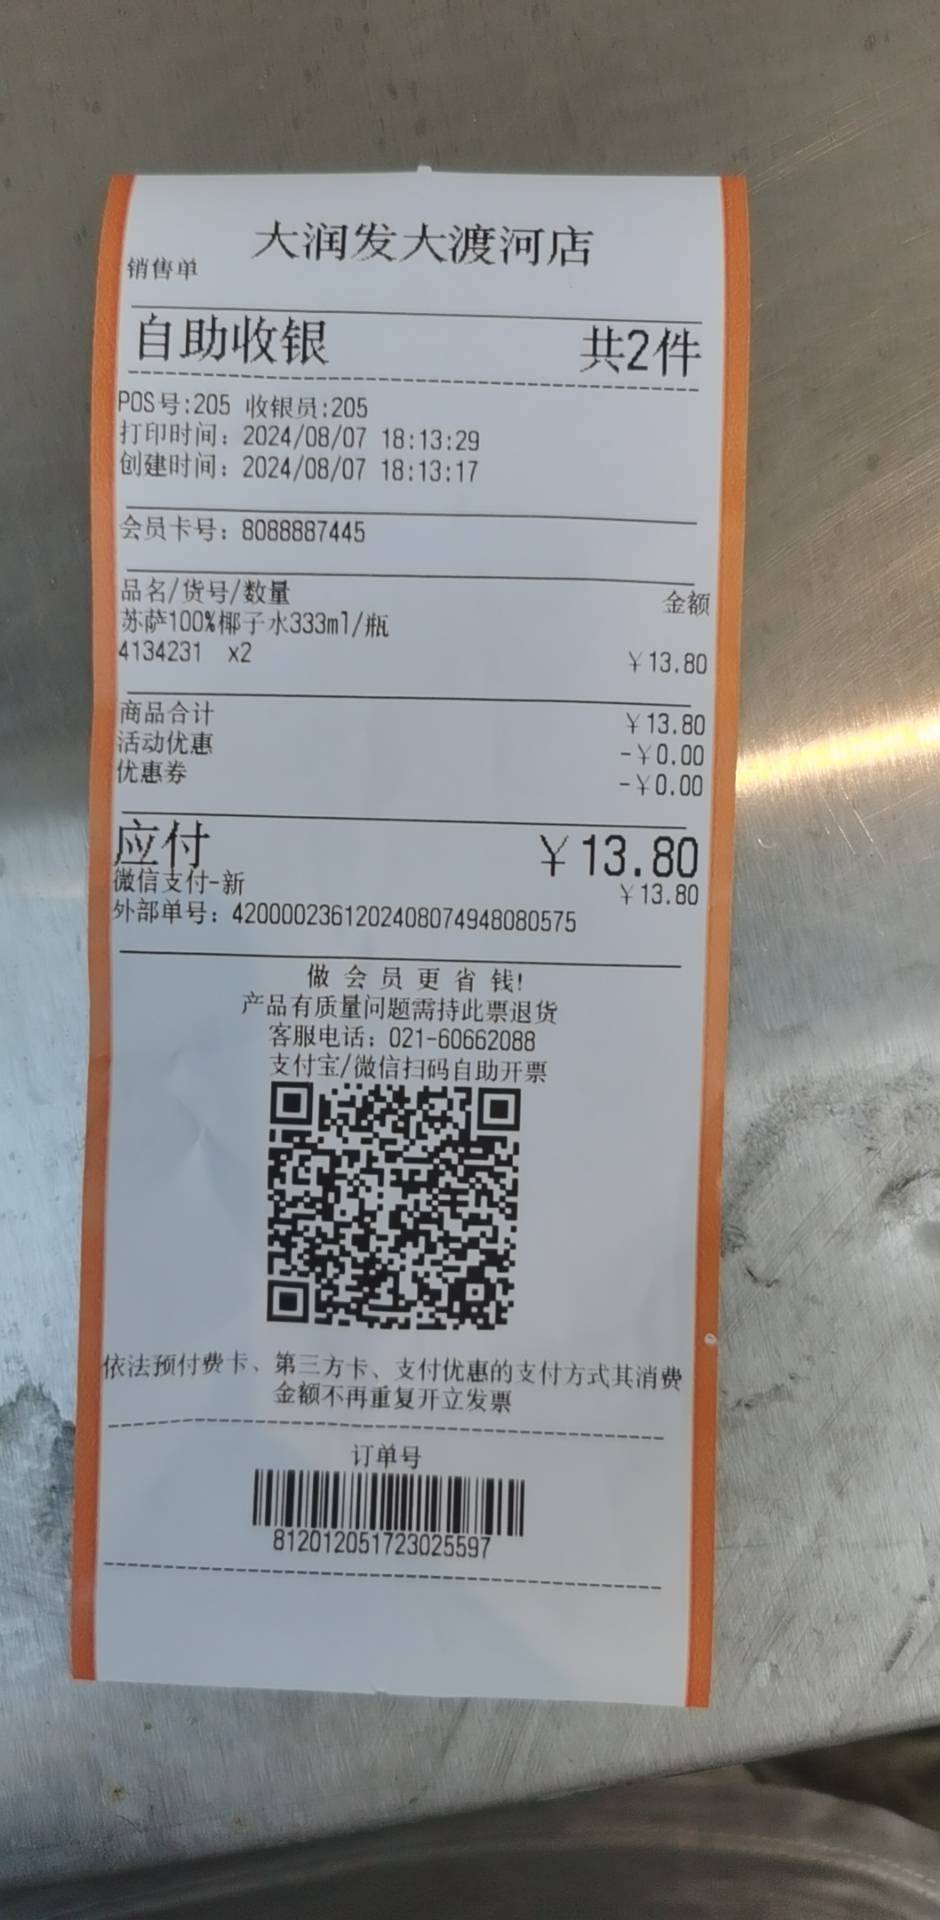 大润发大渡河店
销售单
自助收银 共2件
POS号:205 收银员:205
打印时间: 2024/08/07 18:13:29
创建时间: 2024/08/07 18:13:17
会员卡号: 8088887445
品名/货号/数量 金额
苏萨100%椰子水333ml/瓶
4134231 x2 ￥13.80
商品合计 ￥13.80
活动优惠 -￥0.00
优惠券 -￥0.00
应付 ￥13.80
微信支付-新 ￥13.80
外部单号: 4200002361202408074948080575
做会员更省钱!
产品有质量问题需持此票退货
客服电话: 021-60662088
支付宝/微信扫码自助开票
依法预付费卡、第三方卡、支付优惠的支付方式其消费
金额不再重复开立发票
订单号
812012051723025597